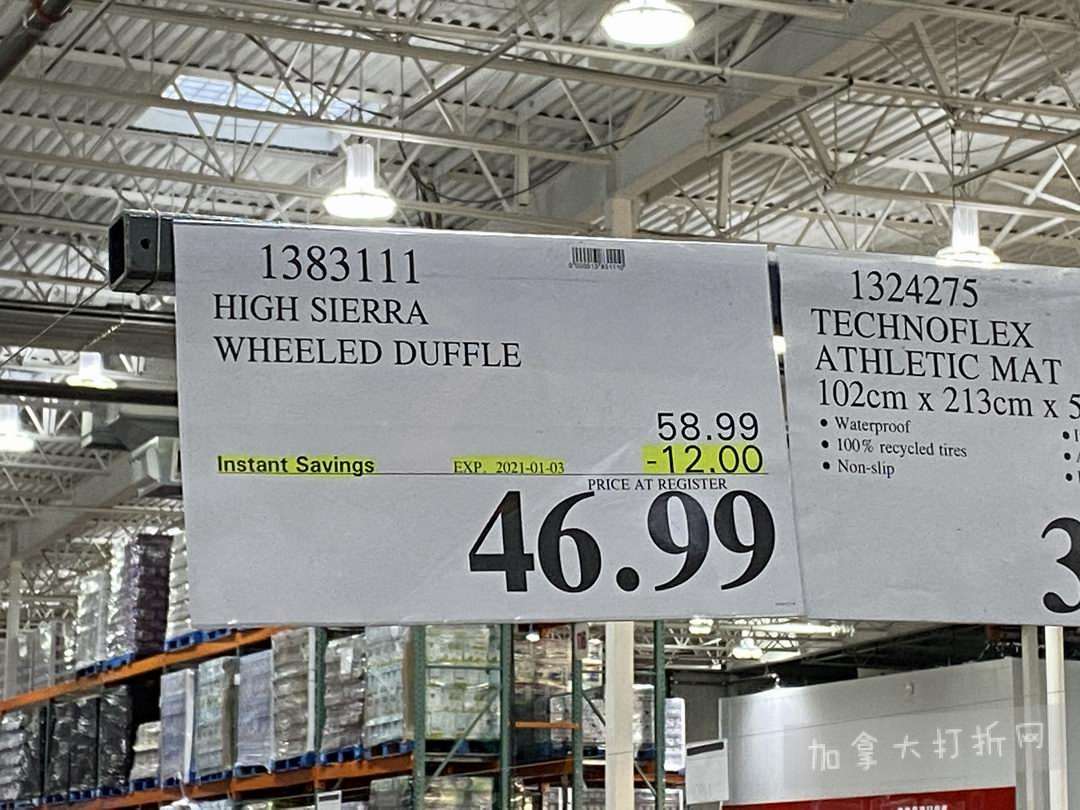 1383111
HIGH SIERRA
WHEELED DUFFLE
58.99
Instant Savings EXP. 2021-01-03 -12.00
PRICE AT REGISTER
46.99
1324275
TECHNOFLEX
ATHLETIC MAT
102cm x 213cm x 5
• Waterproof
• 100% recycled tires
• Non-slip
3
加拿大打折网